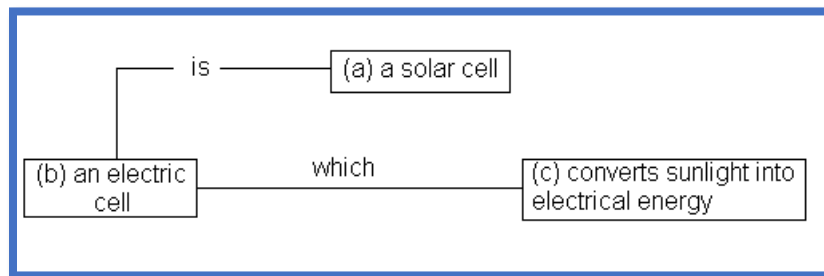 is
(a) a solar cell
(b) an electric
cell
which
(c) converts sunlight into
electrical energy